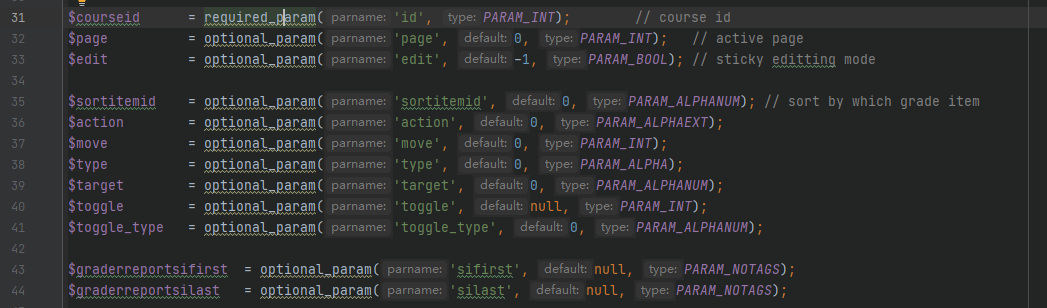 31 $courseid = required_param( parname: 'id', type: PARAM_INT); // course id
32 $page = optional_param( parname: 'page', default: 0, type: PARAM_INT); // active page
33 $edit = optional_param( parname: 'edit', default: -1, type: PARAM_BOOL); // sticky editting mode
34
35 $sortitemid = optional_param( parname: 'sortitemid', default: 0, type: PARAM_ALPHANUM); // sort by which grade item
36 $action = optional_param( parname: 'action', default: 0, type: PARAM_ALPHAEXT);
37 $move = optional_param( parname: 'move', default: 0, type: PARAM_INT);
38 $type = optional_param( parname: 'type', default: 0, type: PARAM_ALPHA);
39 $target = optional_param( parname: 'target', default: 0, type: PARAM_ALPHANUM);
40 $toggle = optional_param( parname: 'toggle', default: null, type: PARAM_INT);
41 $toggle_type = optional_param( parname: 'toggle_type', default: 0, type: PARAM_ALPHANUM);
42
43 $graderreportsifirst = optional_param( parname: 'sifirst', default: null, type: PARAM_NOTAGS);
44 $graderreportsilast = optional_param( parname: 'silast', default: null, type: PARAM_NOTAGS);